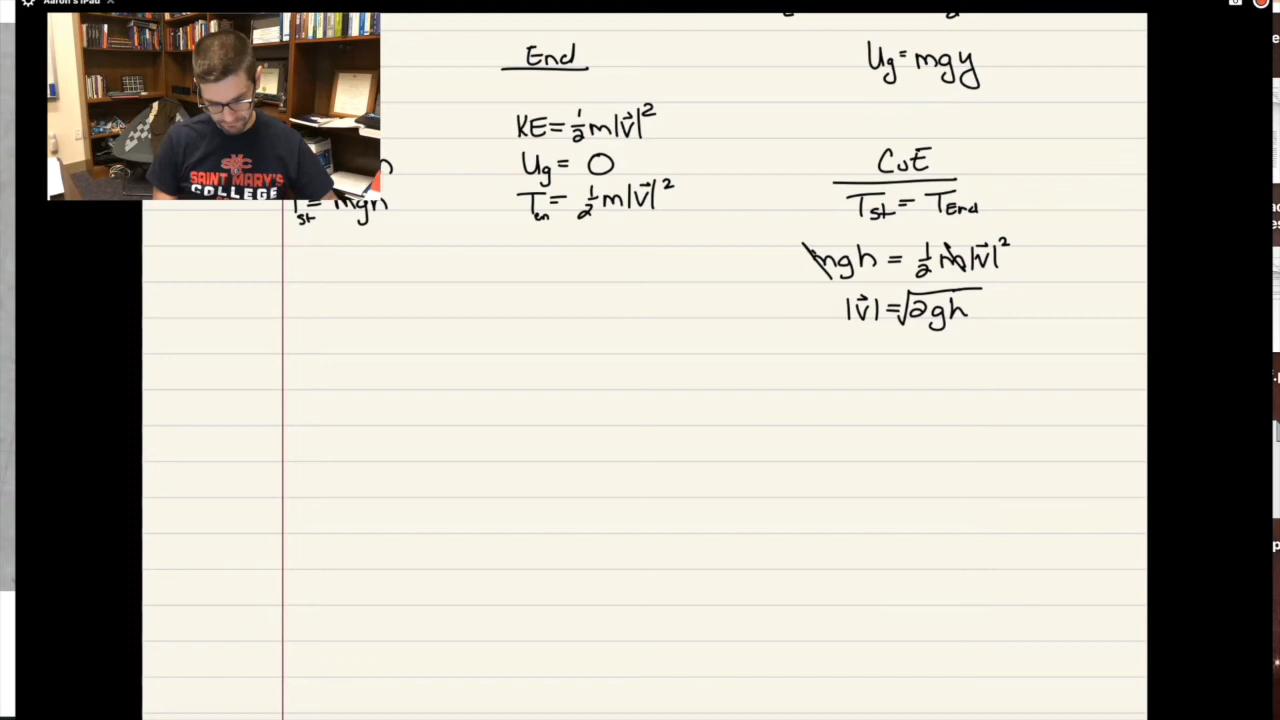 Aaron's iPad
SAINT MARY'S
COLLEGE
End
KE = ½m|v⃗|²
Ug = 0
T_en = ½m|v⃗|²
T_st = mgh
Ug = mgy
CoE
T_st = T_End
mgh = ½m|v⃗|²
|v⃗| = √2gh